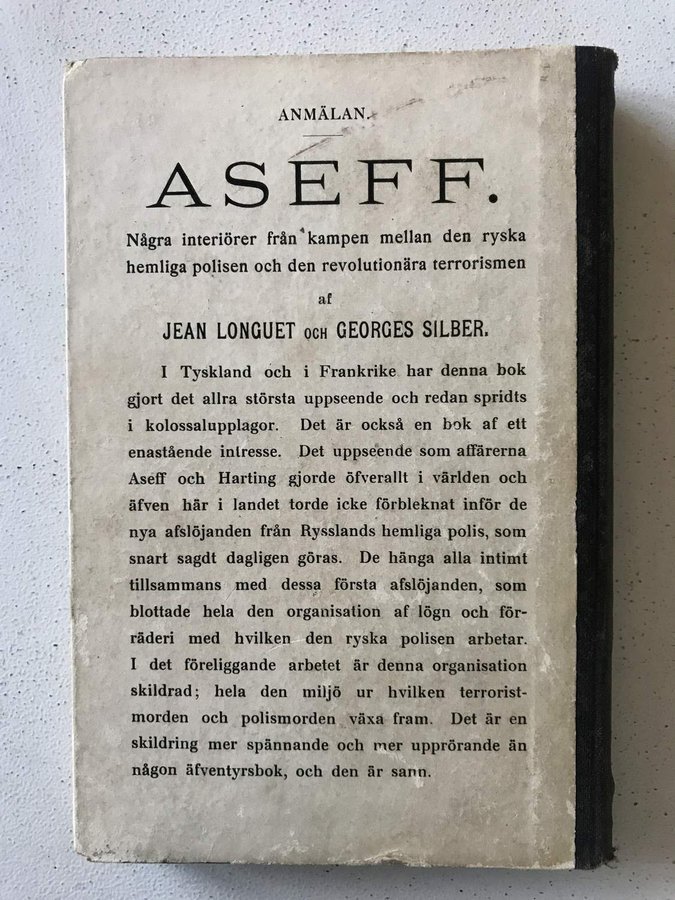 ANMÄLAN.
ASEFF.
Några interiörer från kampen mellan den ryska
hemliga polisen och den revolutionära terrorismen
af
JEAN LONGUET OCH GEORGES SILBER.
I Tyskland och i Frankrike har denna bok
gjort det allra största uppseende och redan spridts
i kolossalupplagor. Det är också en bok af ett
enastående intresse. Det uppseende som affärerna
Aseff och Harting gjorde öfverallt i världen och
äfven här i landet torde icke förbleknat inför de
nya afslöjanden från Rysslands hemliga polis, som
snart sagdt dagligen göras. De hänga alla intimt
tillsammans med dessa första afslöjanden, som
blottade hela den organisation af lögn och för-
räderi med hvilken den ryska polisen arbetar.
I det föreliggande arbetet är denna organisation
skildrad; hela den miljö ur hvilken terrorist-
morden och polismorden växa fram. Det är en
skildring mer spännande och mer upprörande än
någon äfventyrsbok, och den är sann.